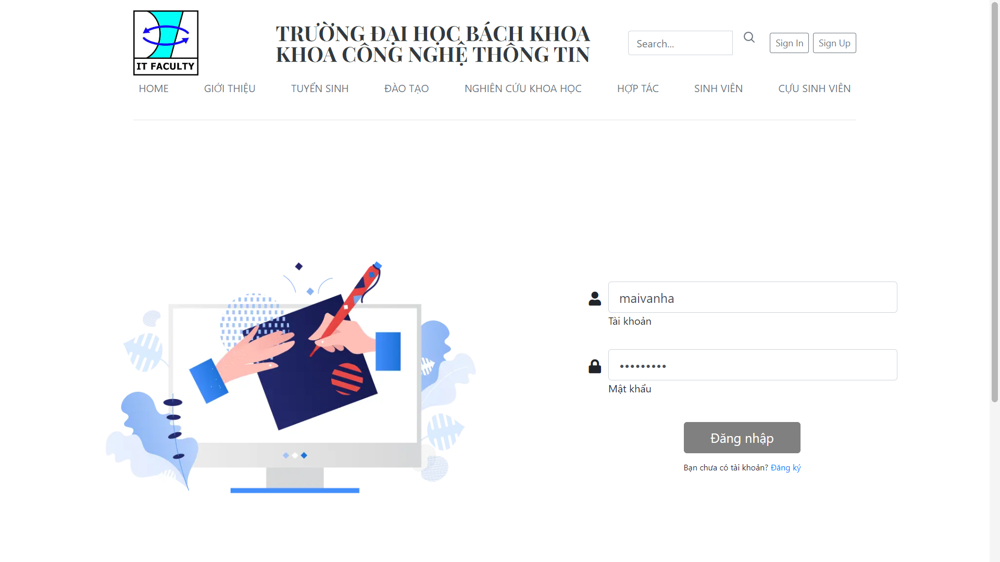 IT FACULTY
TRƯỜNG ĐẠI HỌC BÁCH KHOA
KHOA CÔNG NGHỆ THÔNG TIN
Search...
Sign In
Sign Up
HOME
GIỚI THIỆU
TUYỂN SINH
ĐÀO TẠO
NGHIÊN CỨU KHOA HỌC
HỢP TÁC
SINH VIÊN
CỰU SINH VIÊN
maivanha
Tài khoản
•••••••••
Mật khẩu
Đăng nhập
Bạn chưa có tài khoản? Đăng ký